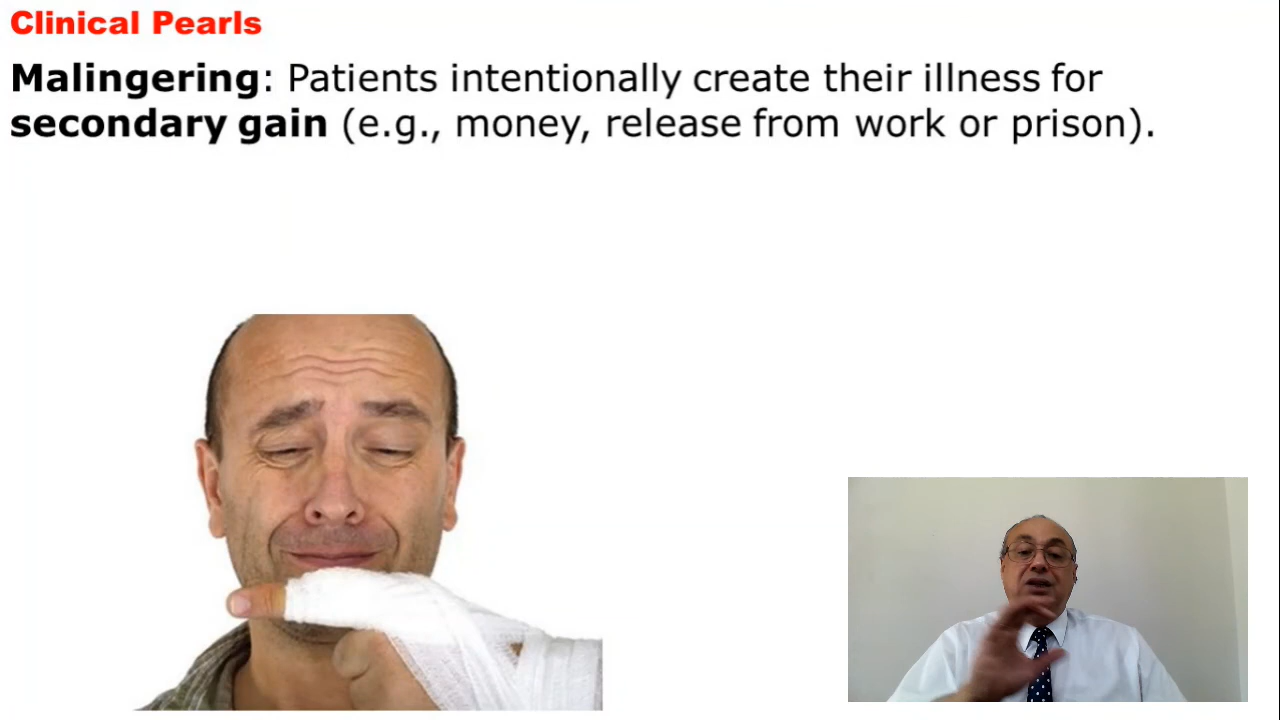 Clinical Pearls
Malingering: Patients intentionally create their illness for
secondary gain (e.g., money, release from work or prison).